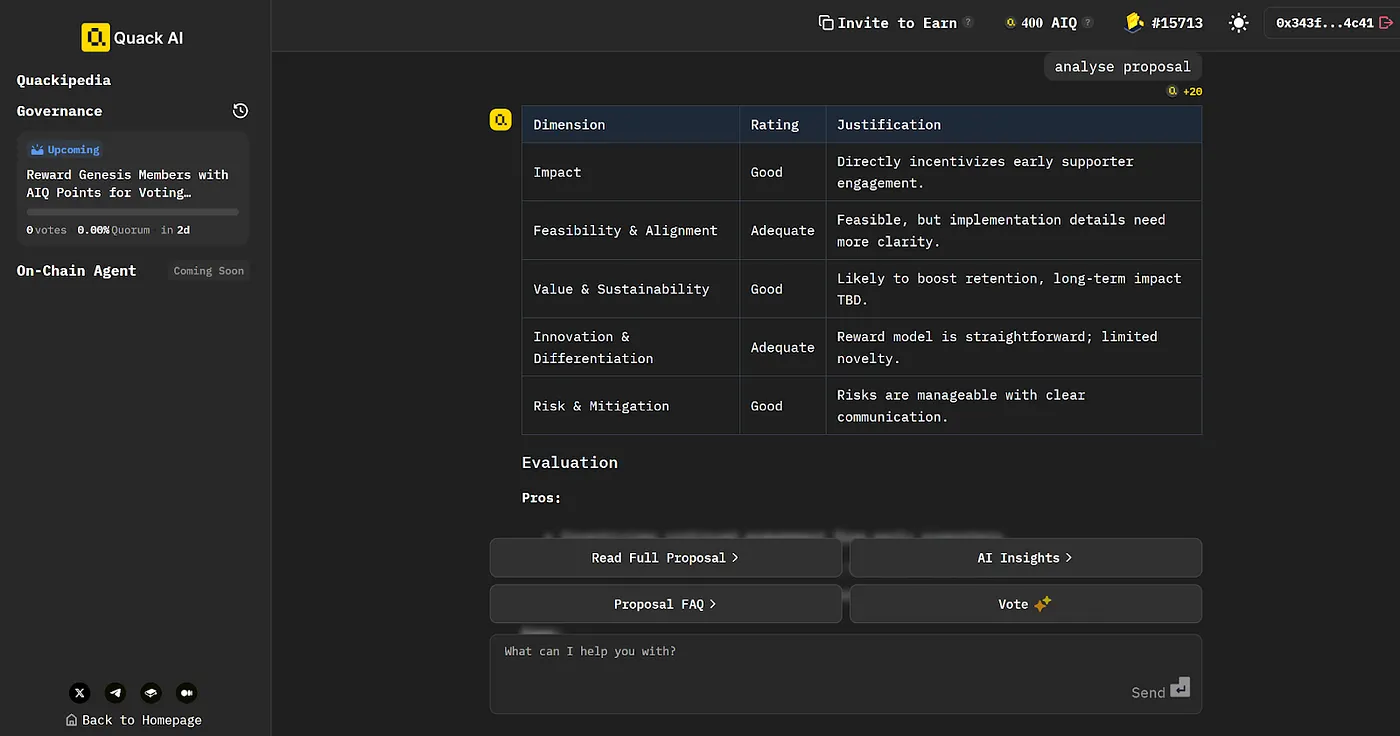 Quack AI
Invite to Earn ?
400 AIQ ?
#15713
0x343f...4c41
Quackipedia
Governance
Upcoming
Reward Genesis Members with
AIQ Points for Voting…
0 votes 0.00% Quorum in 2d
On-Chain Agent Coming Soon
X
Back to Homepage
analyse proposal
+20
Dimension Rating Justification
Impact Good Directly incentivizes early supporter
engagement.
Feasibility & Alignment Adequate Feasible, but implementation details need
more clarity.
Value & Sustainability Good Likely to boost retention, long-term impact
TBD.
Innovation &
Differentiation Adequate Reward model is straightforward; limited
novelty.
Risk & Mitigation Good Risks are manageable with clear
communication.
Evaluation
Pros:
Read Full Proposal >
AI Insights >
Proposal FAQ >
Vote
What can I help you with?
Send